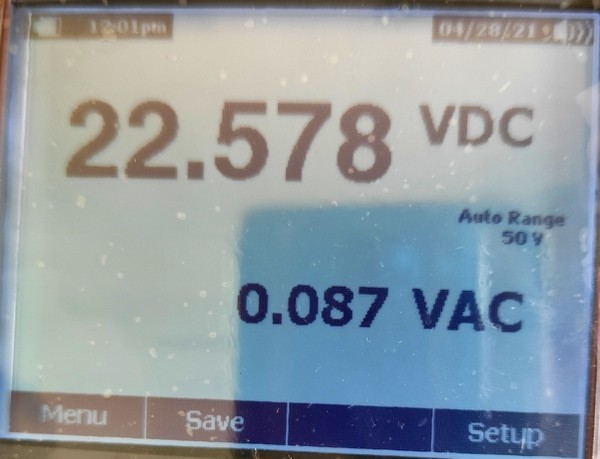 12:01pm 04/28/21
22.578 VDC
Auto Range
50 V
0.087 VAC
Menu Save Setup